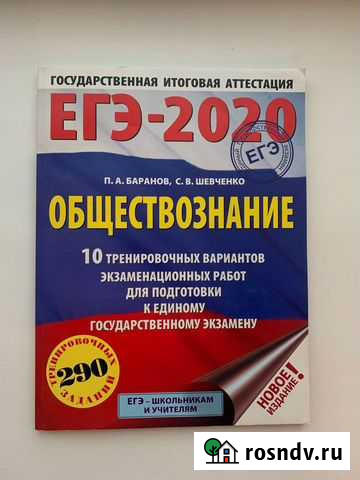 ГОСУДАРСТВЕННАЯ ИТОГОВАЯ АТТЕСТАЦИЯ
ЕГЭ-2020
ЕГЭ
П. А. БАРАНОВ, С. В. ШЕВЧЕНКО
ОБЩЕСТВОЗНАНИЕ
10 ТРЕНИРОВОЧНЫХ ВАРИАНТОВ
ЭКЗАМЕНАЦИОННЫХ РАБОТ
ДЛЯ ПОДГОТОВКИ
К ЕДИНОМУ
ГОСУДАРСТВЕННОМУ ЭКЗАМЕНУ
ТРЕНИРОВОЧНЫХ
290
ЗАДАНИЙ
ЕГЭ – ШКОЛЬНИКАМ
И УЧИТЕЛЯМ
НОВОЕ!
ИЗДАНИЕ!
rosndv.ru